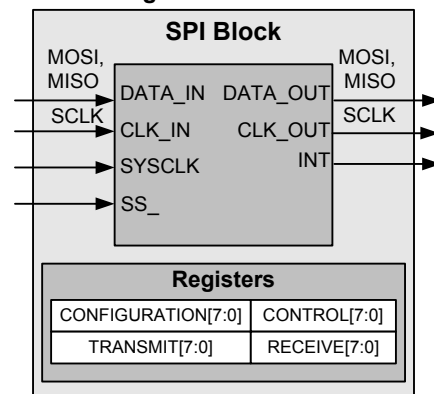 SPI Block
MOSI,
MISO
MOSI,
MISO
DATA_IN DATA_OUT
SCLK
SCLK
CLK_IN CLK_OUT
SYSCLK INT
SS_
Registers
CONFIGURATION[7:0] CONTROL[7:0]
TRANSMIT[7:0] RECEIVE[7:0]